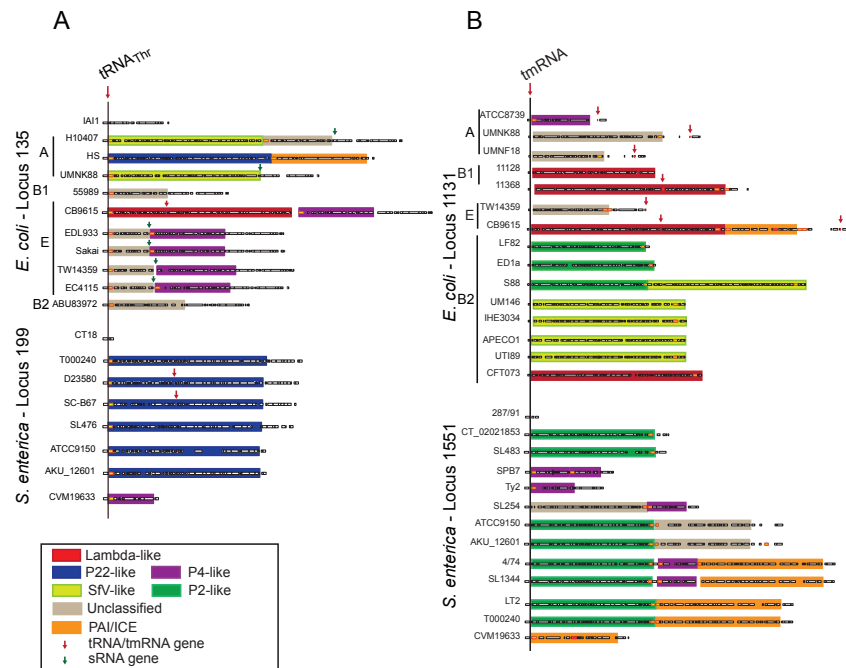 A
tRNAThr
E. coli - Locus 135
IAI1
A
H10407
HS
UMNK88
B1
55989
E
CB9615
EDL933
Sakai
TW14359
EC4115
B2
ABU83972
S. enterica - Locus 199
CT18
T000240
D23580
SC-B67
SL476
ATCC9150
AKU_12601
CVM19633
Lambda-like
P22-like
P4-like
SfV-like
P2-like
Unclassified
PAI/ICE
tRNA/tmRNA gene
sRNA gene
B
tmRNA
E. coli - Locus 1131
A
ATCC8739
UMNK88
UMNF18
B1
11128
11368
E
TW14359
CB9615
B2
LF82
ED1a
S88
UM146
IHE3034
APECO1
UTI89
CFT073
S. enterica - Locus 1551
287/91
CT_02021853
SL483
SPB7
Ty2
SL254
ATCC9150
AKU_12601
4/74
SL1344
LT2
T000240
CVM19633